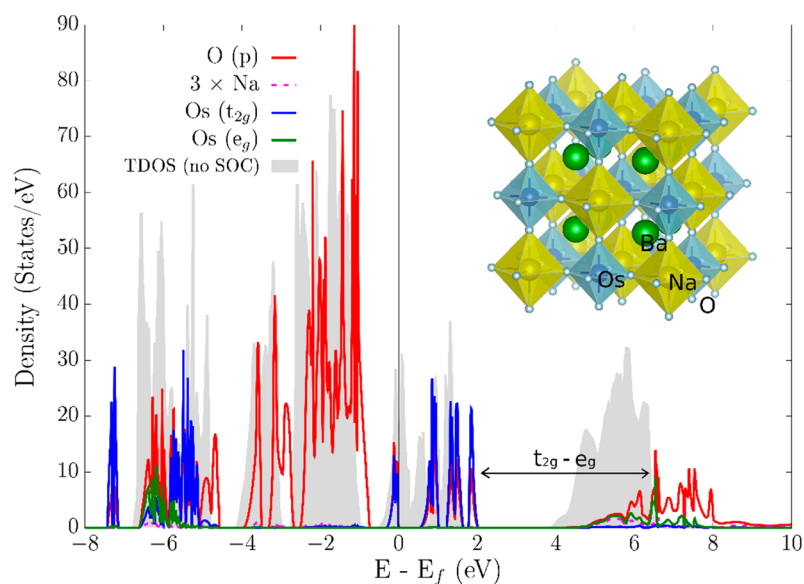 90
80
70
60
50
40
30
20
10
0
Density (States/eV)
O (p)
3 × Na
Os (t₂g)
Os (eg)
TDOS (no SOC)
Ba
Os
Na
O
t₂g - eg
−8 −6 −4 −2 0 2 4 6 8 10
E - Ef (eV)